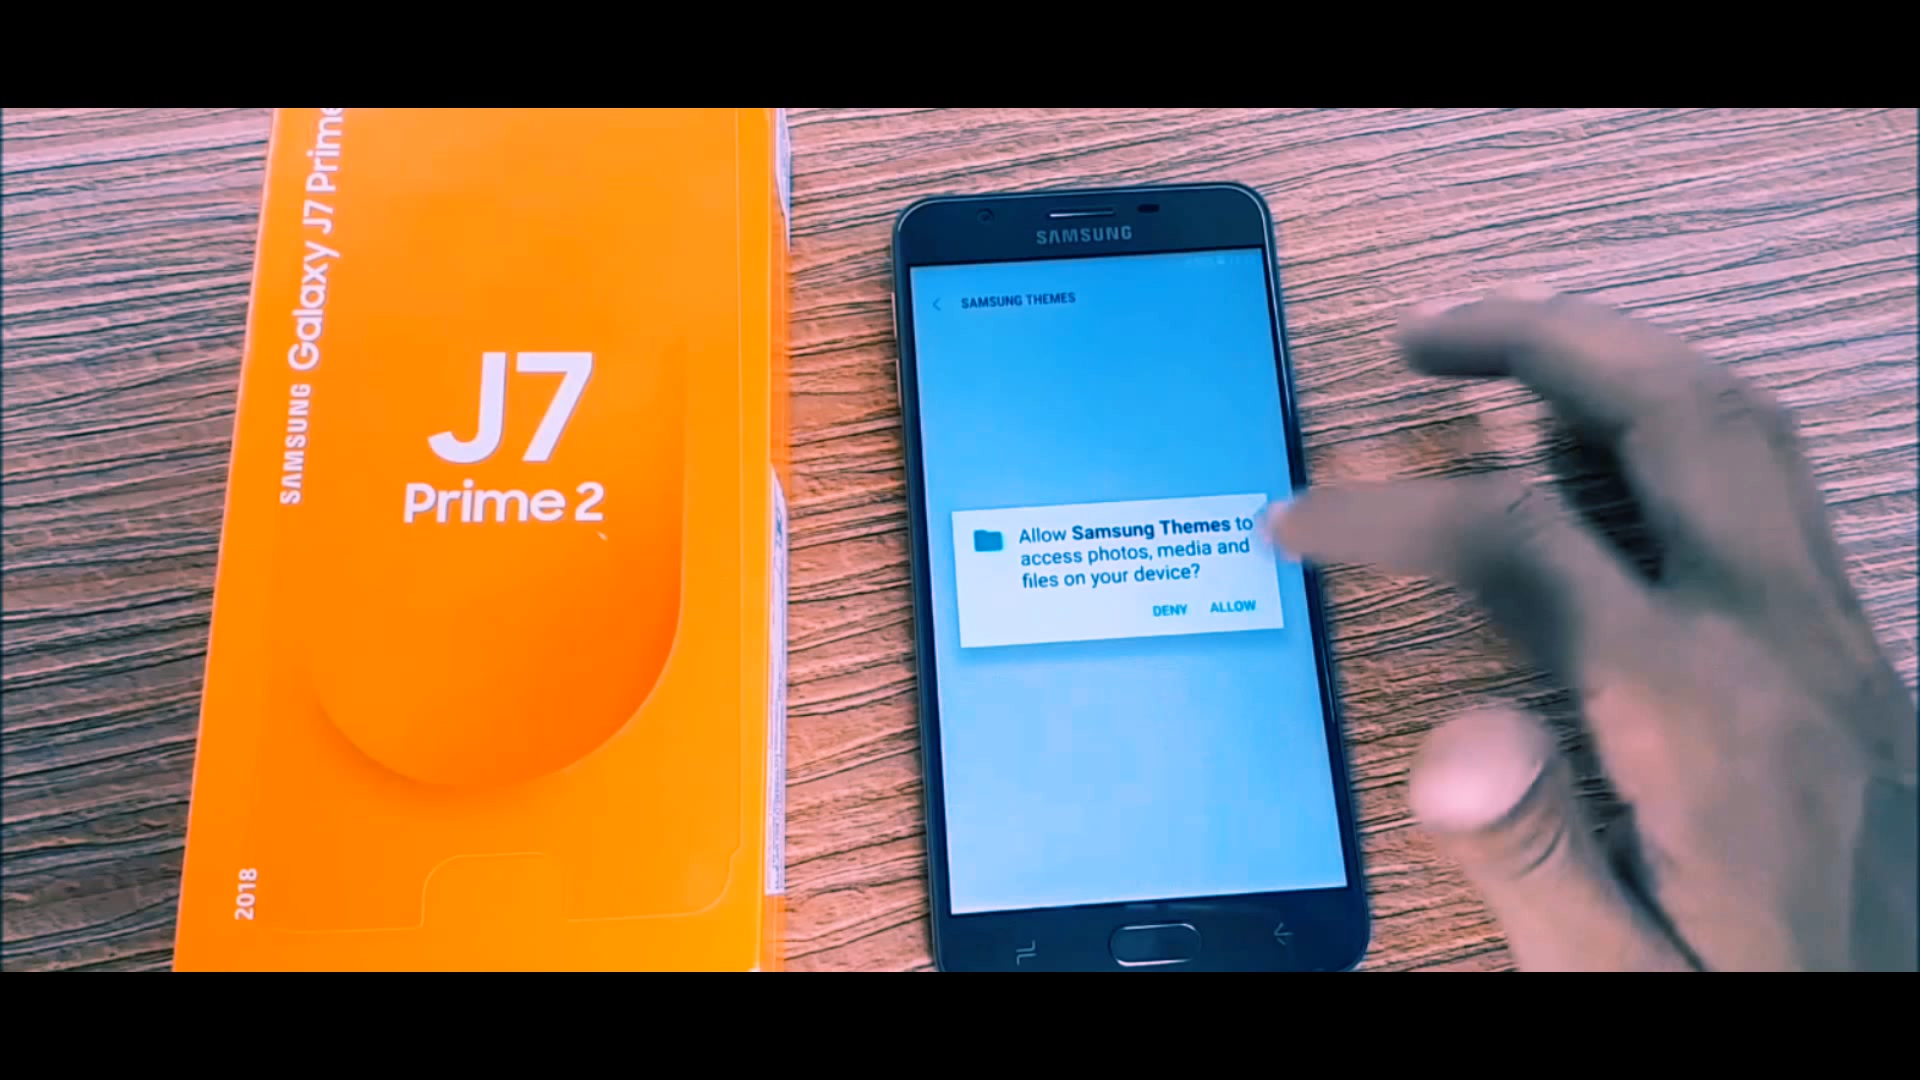 SAMSUNG Galaxy J7 Prime
J7
Prime 2
2018
SAMSUNG
SAMSUNG THEMES
Allow Samsung Themes to
access photos, media and
files on your device?
DENY ALLOW